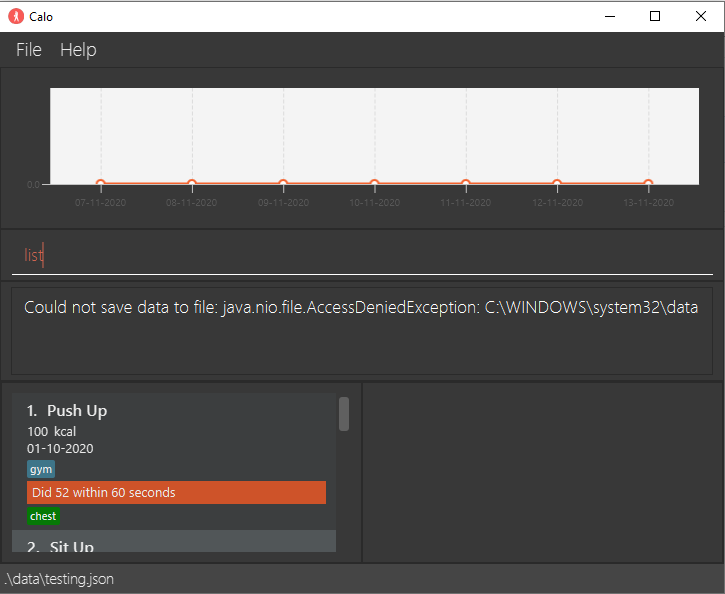 Calo
File Help
0.0
07-11-2020 08-11-2020 09-11-2020 10-11-2020 11-11-2020 12-11-2020 13-11-2020
list
Could not save data to file: java.nio.file.AccessDeniedException: C:\WINDOWS\system32\data
1. Push Up
100 kcal
01-10-2020
gym
Did 52 within 60 seconds
chest
2. Sit Up
.\data\testing.json